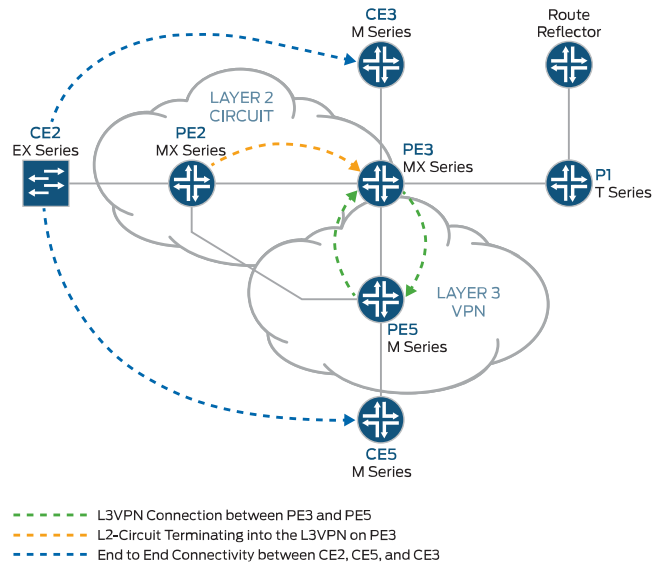 CE3
M Series
Route
Reflector
LAYER 2
CIRCUIT
CE2
EX Series
PE2
MX Series
PE3
MX Series
P1
T Series
LAYER 3
VPN
PE5
M Series
CE5
M Series
L3VPN Connection between PE3 and PE5
L2-Circuit Terminating into the L3VPN on PE3
End to End Connectivity between CE2, CE5, and CE3